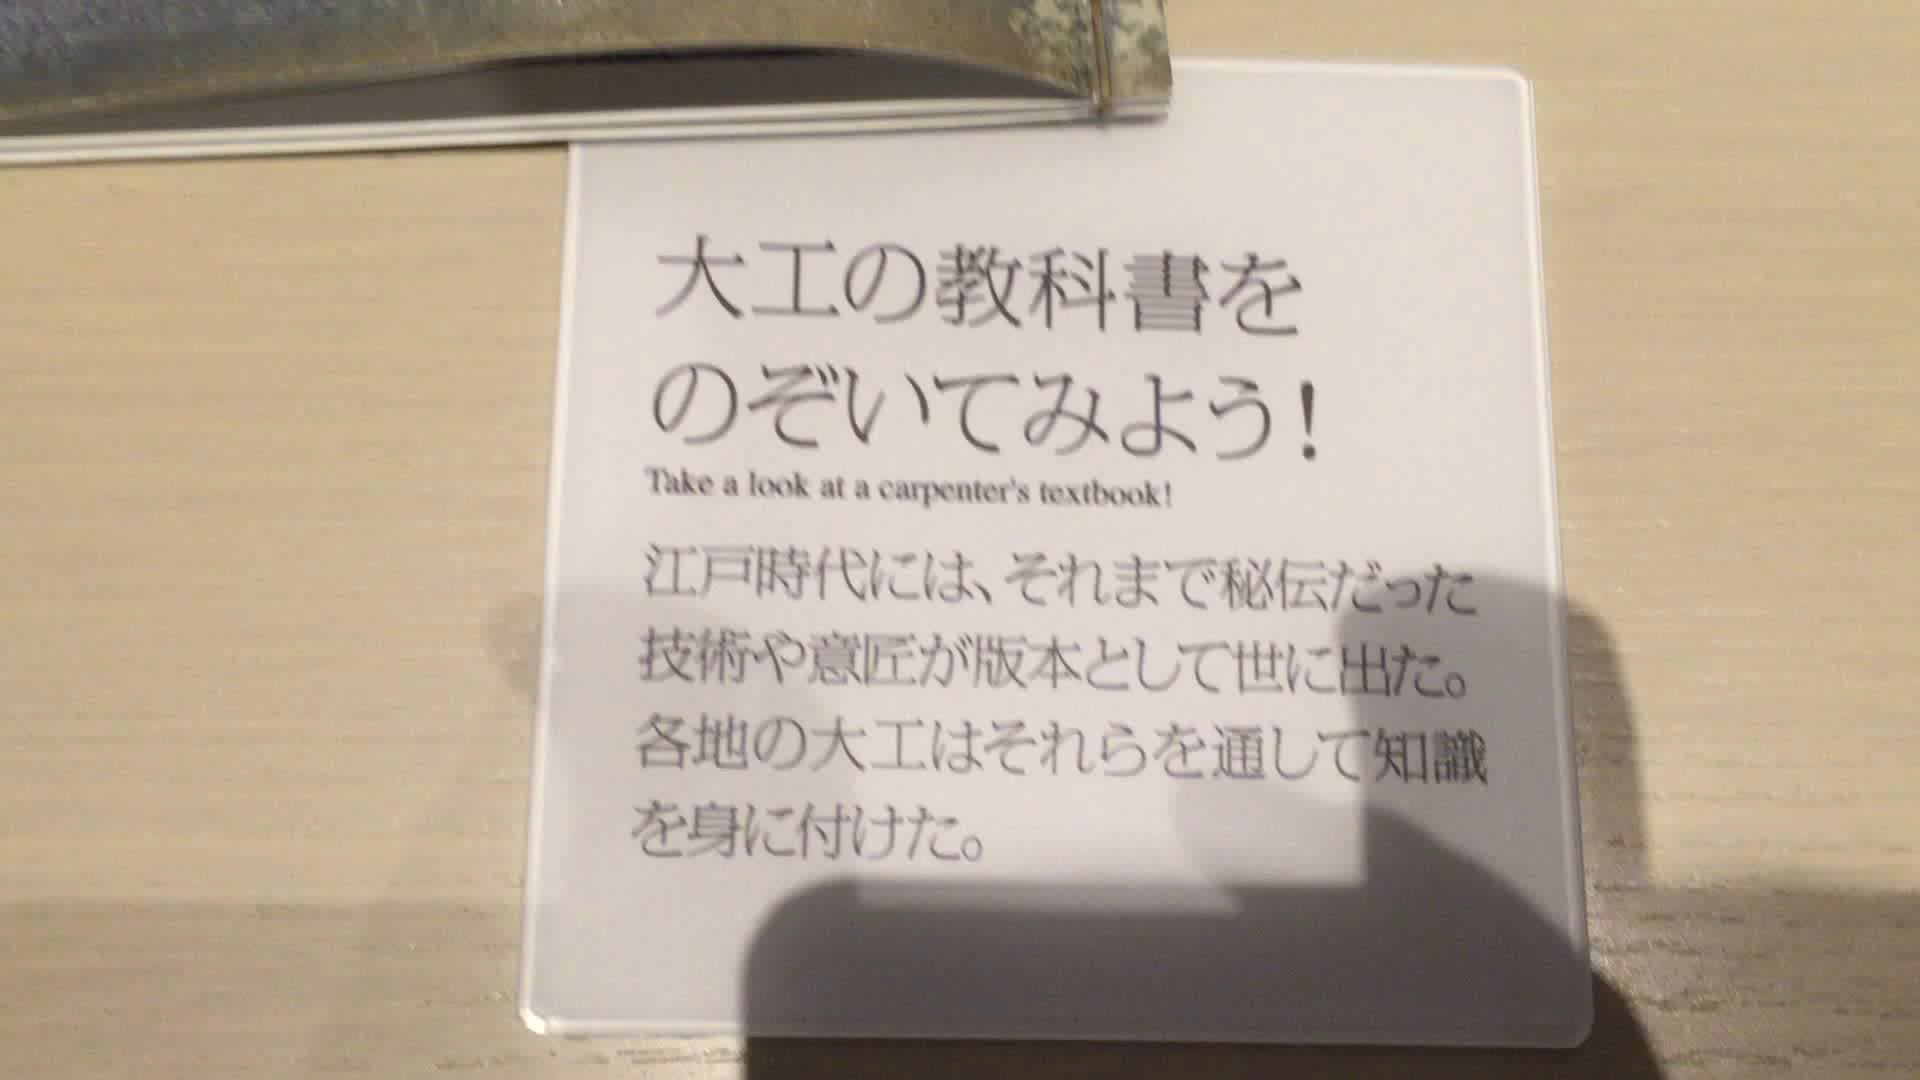 大工の教科書を
のぞいてみよう！
Take a look at a carpenter's textbook!
江戸時代には、それまで秘伝だった
技術や意匠が版本として世に出た。
各地の大工はそれらを通して知識
を身に付けた。